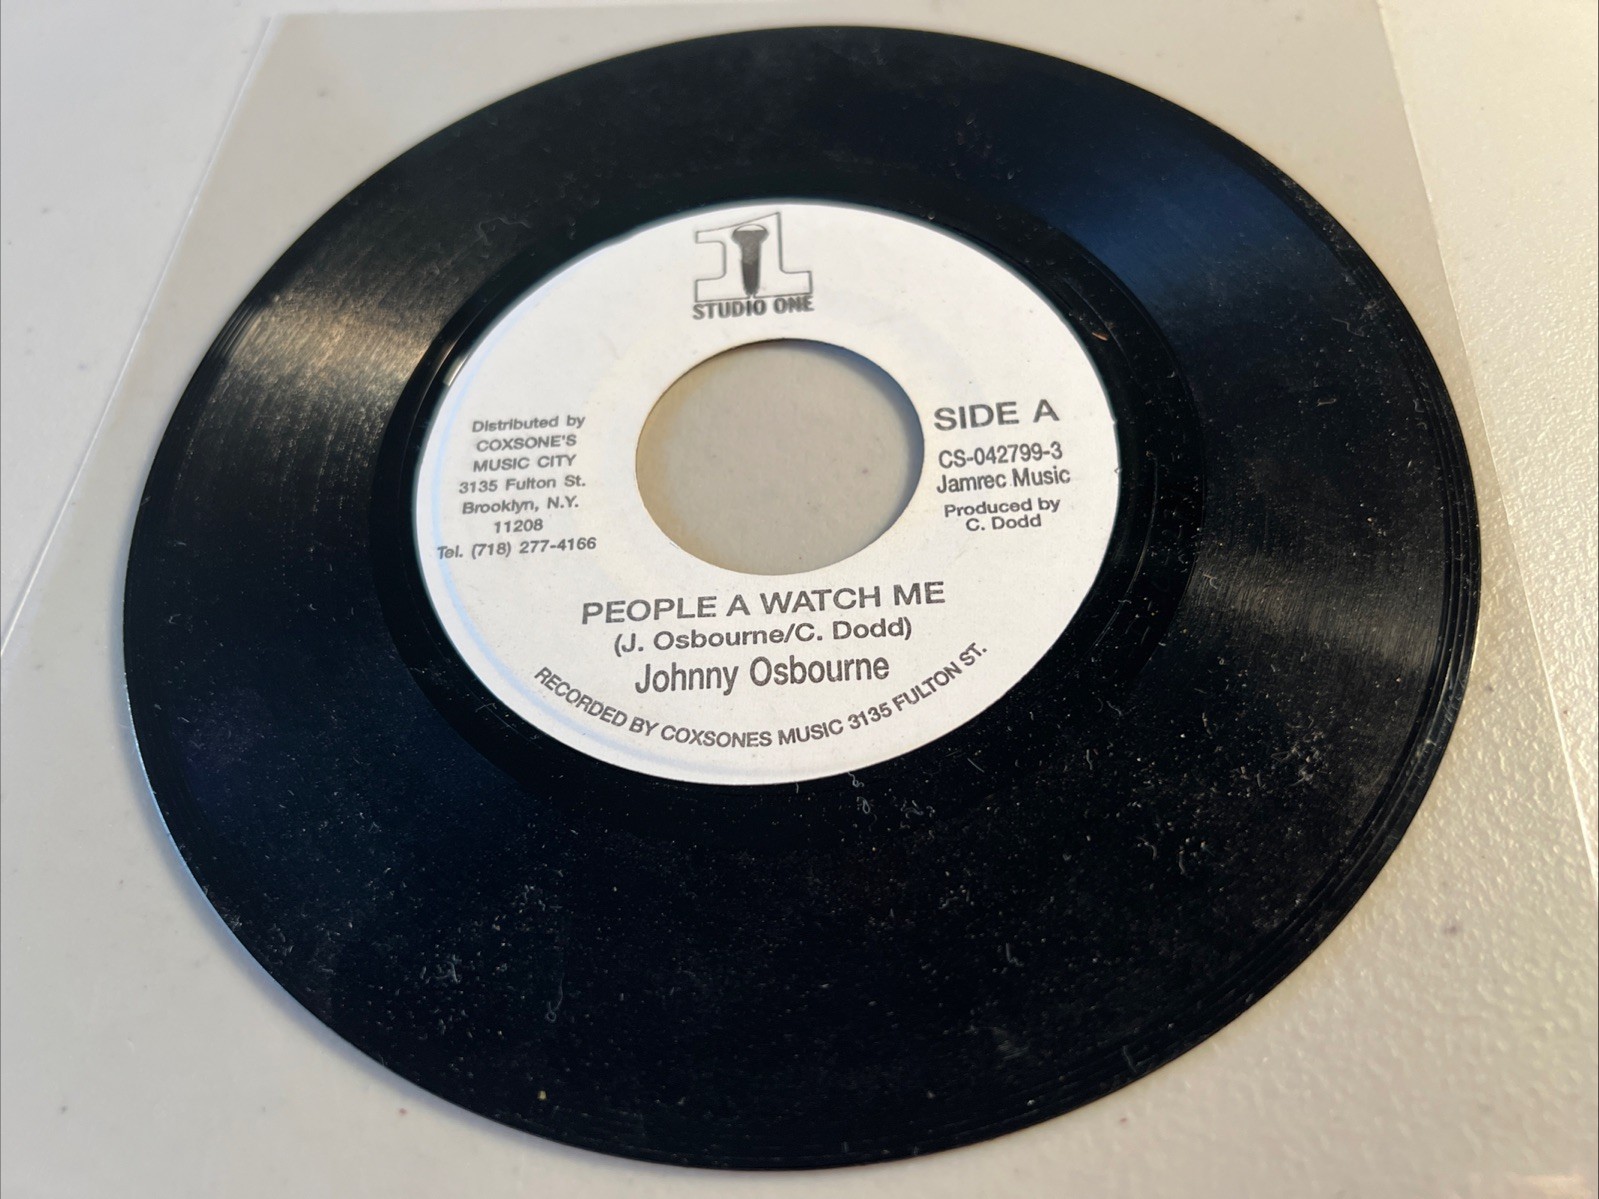 1
STUDIO ONE
Distributed by
COXSONE'S
MUSIC CITY
3135 Fulton St.
Brooklyn, N.Y.
11208
Tel. (718) 277-4166
SIDE A
CS-042799-3
Jamrec Music
Produced by
C. Dodd
PEOPLE A WATCH ME
(J. Osbourne/C. Dodd)
Johnny Osbourne
RECORDED BY COXSONES MUSIC 3135 FULTON ST.